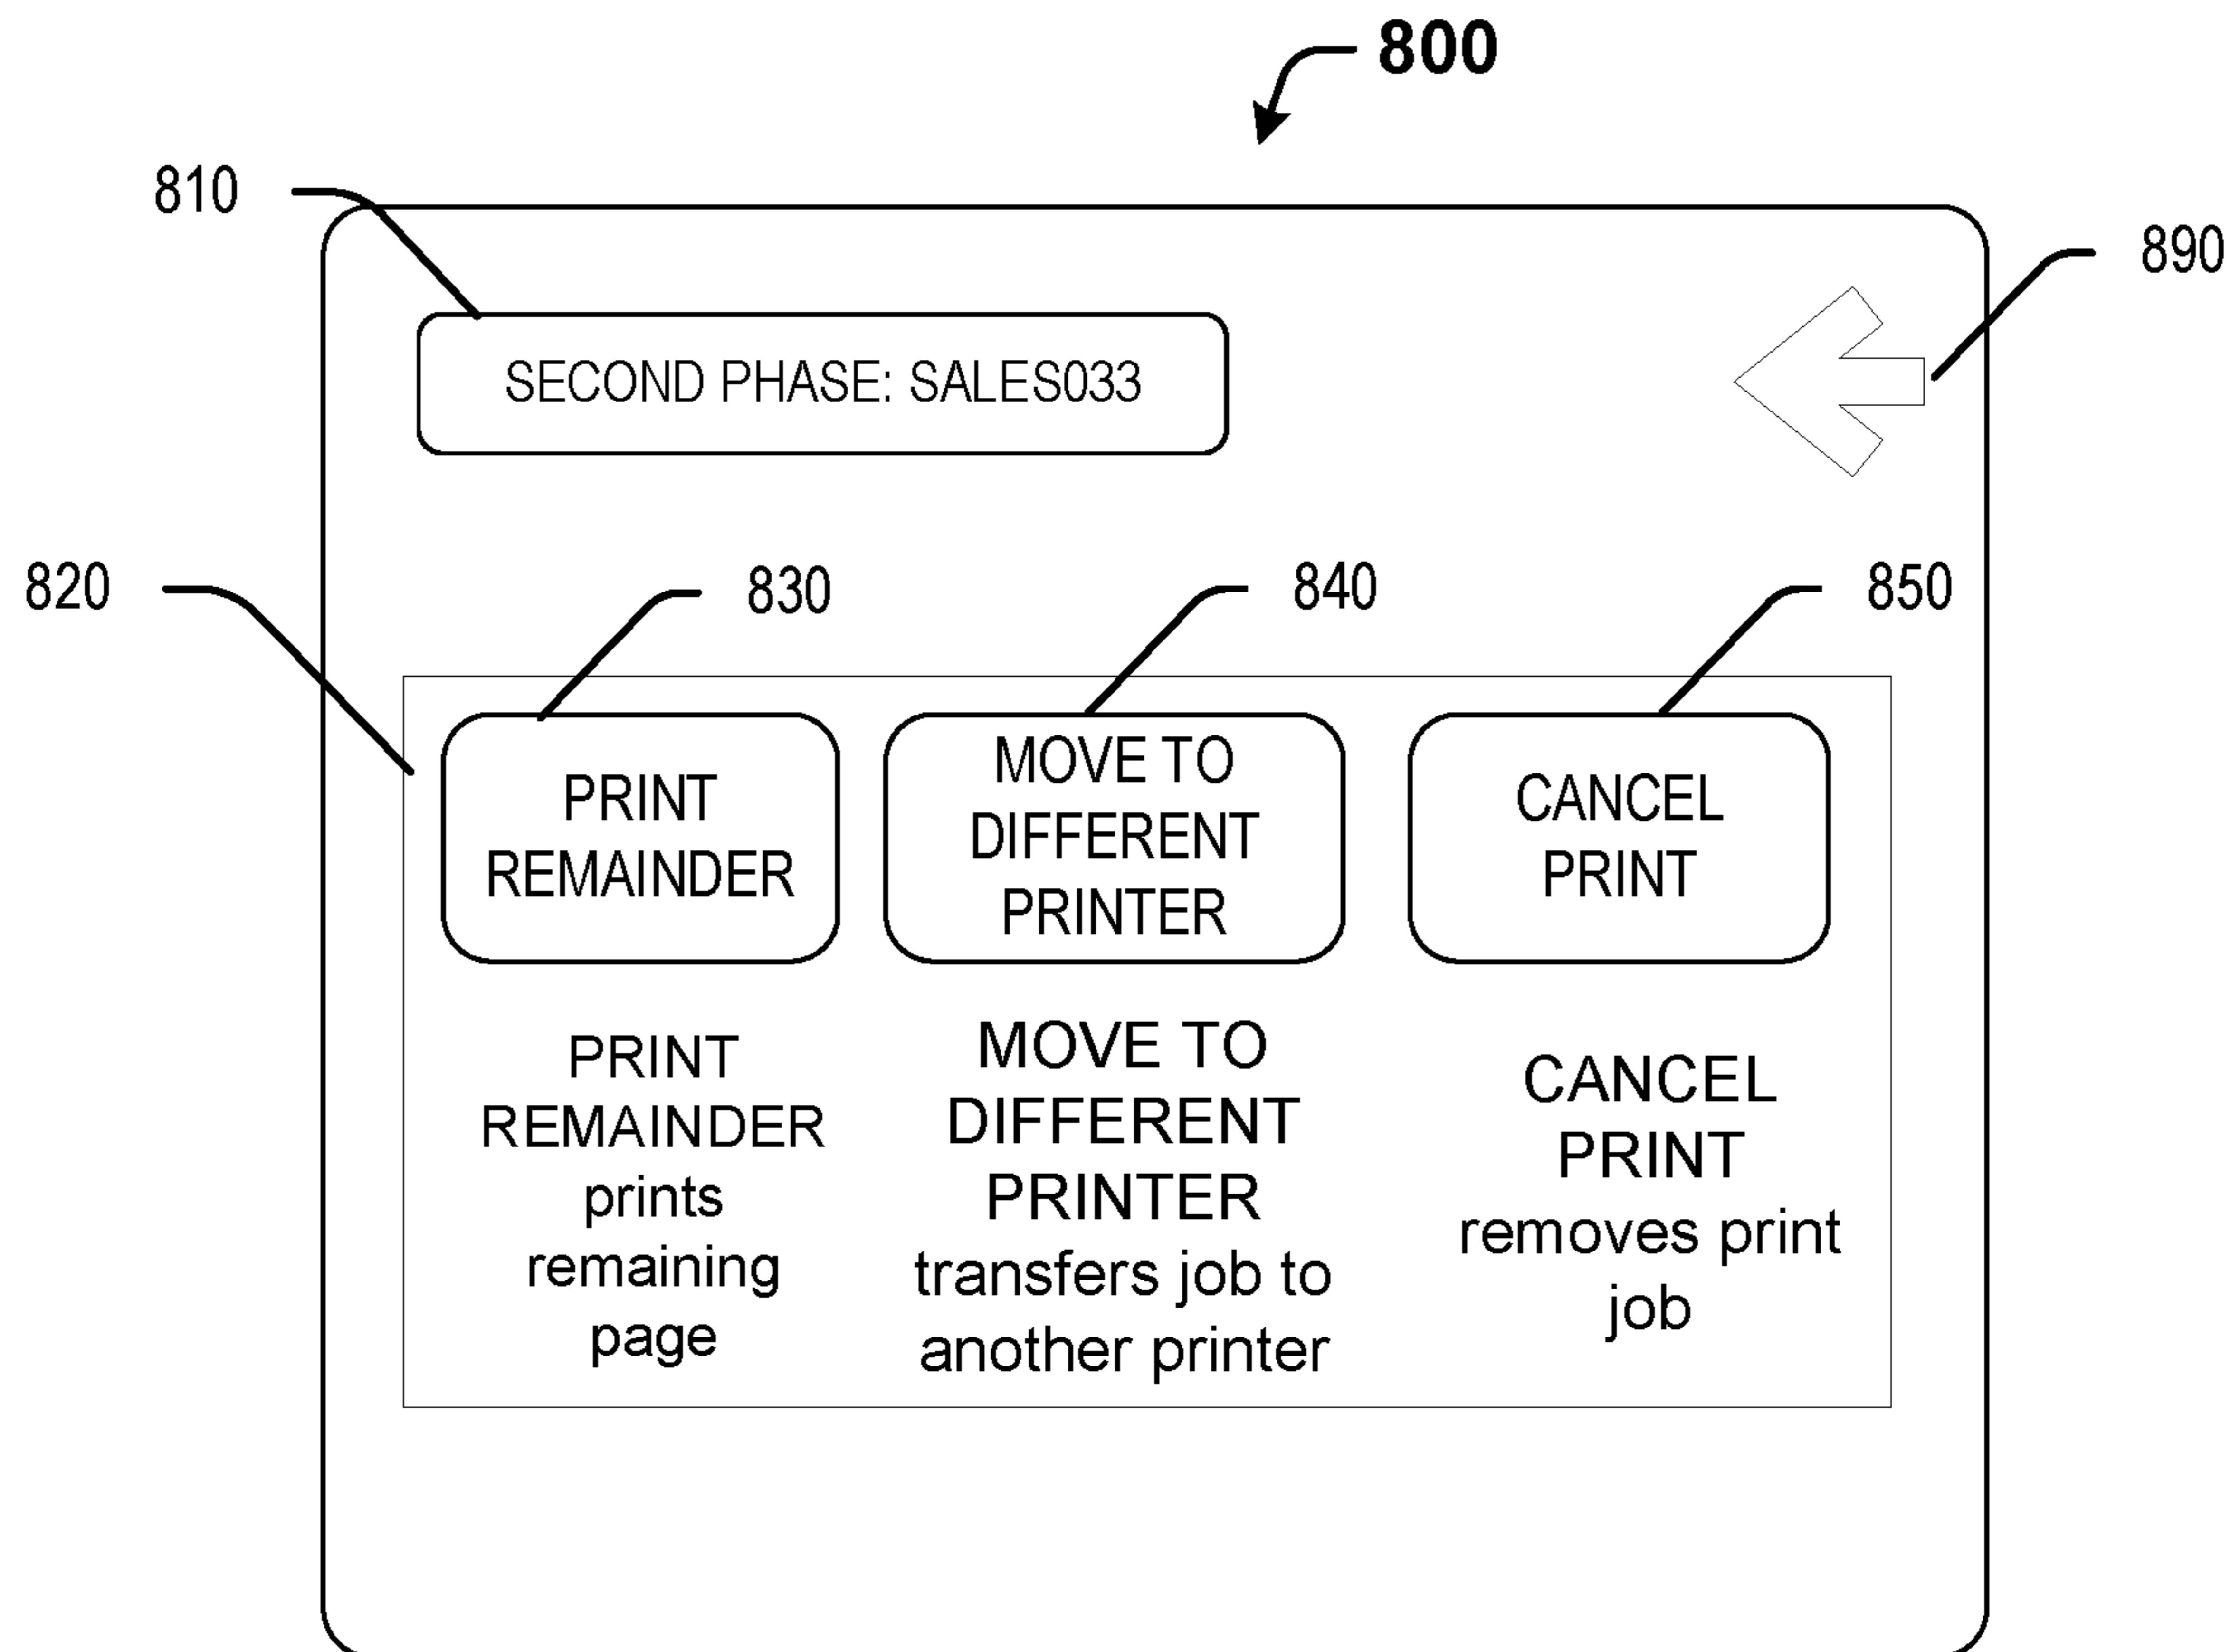 800
810
890
SECOND PHASE: SALES033
820
830
840
850
PRINT
REMAINDER
MOVE TO
DIFFERENT
PRINTER
CANCEL
PRINT
PRINT
REMAINDER
prints
remaining
page
MOVE TO
DIFFERENT
PRINTER
transfers job to
another printer
CANCEL
PRINT
removes print
job